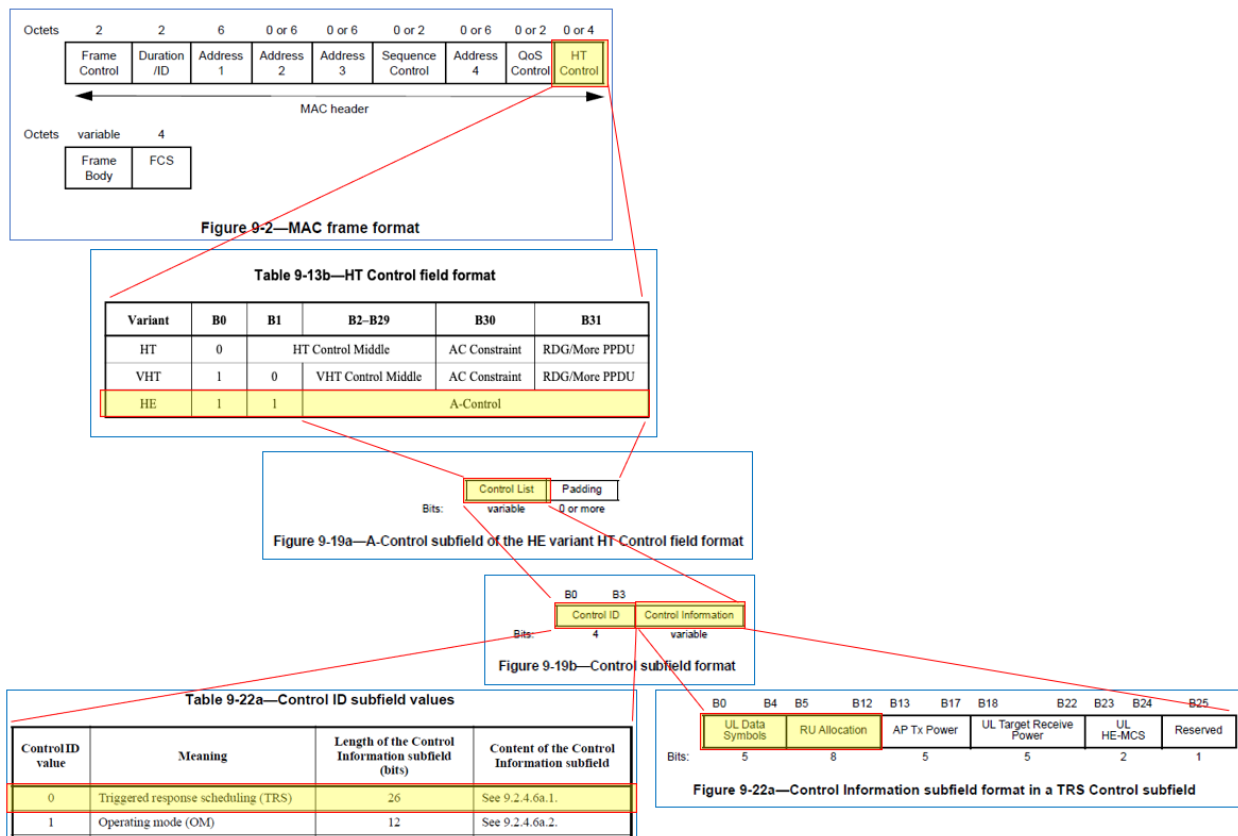 Octets 2 2 6 0 or 6 0 or 6 0 or 2 0 or 6 0 or 2 0 or 4
Frame Control Duration /ID Address 1 Address 2 Address 3 Sequence Control Address 4 QoS Control HT Control
MAC header
Octets variable 4
Frame Body FCS
Figure 9-2—MAC frame format
Table 9-13b—HT Control field format
Variant B0 B1 B2–B29 B30 B31
HT 0 HT Control Middle AC Constraint RDG/More PPDU
VHT 1 0 VHT Control Middle AC Constraint RDG/More PPDU
HE 1 1 A-Control
Control List Padding
Bits: variable 0 or more
Figure 9-19a—A-Control subfield of the HE variant HT Control field format
B0 B3
Control ID Control Information
Bits: 4 variable
Figure 9-19b—Control subfield format
Table 9-22a—Control ID subfield values
Control ID value Meaning Length of the Control Information subfield (bits) Content of the Control Information subfield
0 Triggered response scheduling (TRS) 26 See 9.2.4.6a.1.
1 Operating mode (OM) 12 See 9.2.4.6a.2.
B0 B4 B5 B12 B13 B17 B18 B22 B23 B24 B25
UL Data Symbols RU Allocation AP Tx Power UL Target Receive Power UL HE-MCS Reserved
Bits: 5 8 5 5 2 1
Figure 9-22a—Control Information subfield format in a TRS Control subfield